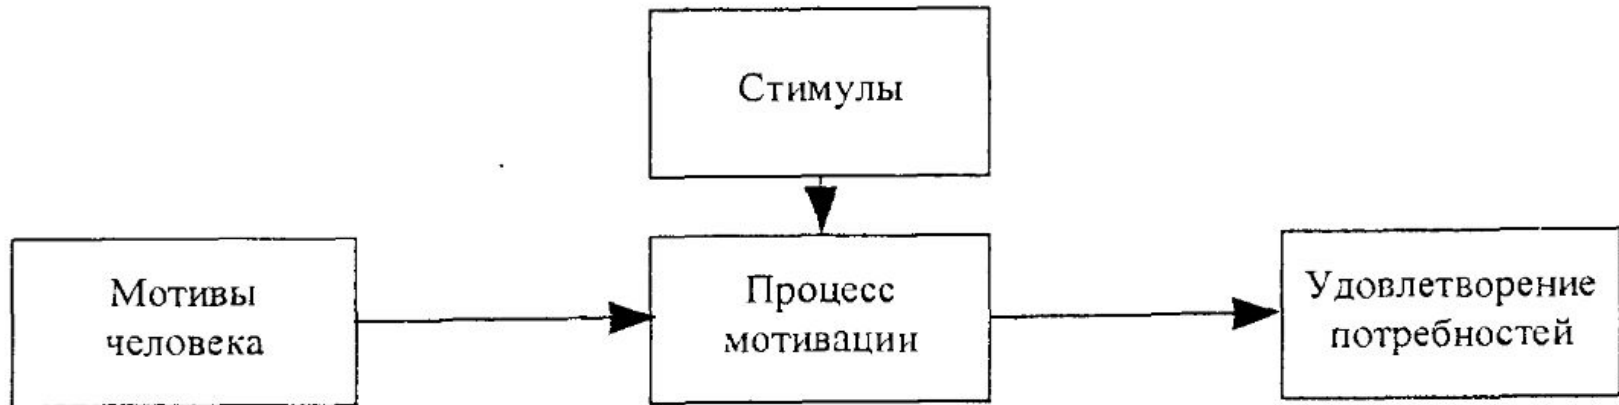 Стимулы
Мотивы
человека
Процесс
мотивации
Удовлетворение
потребностей